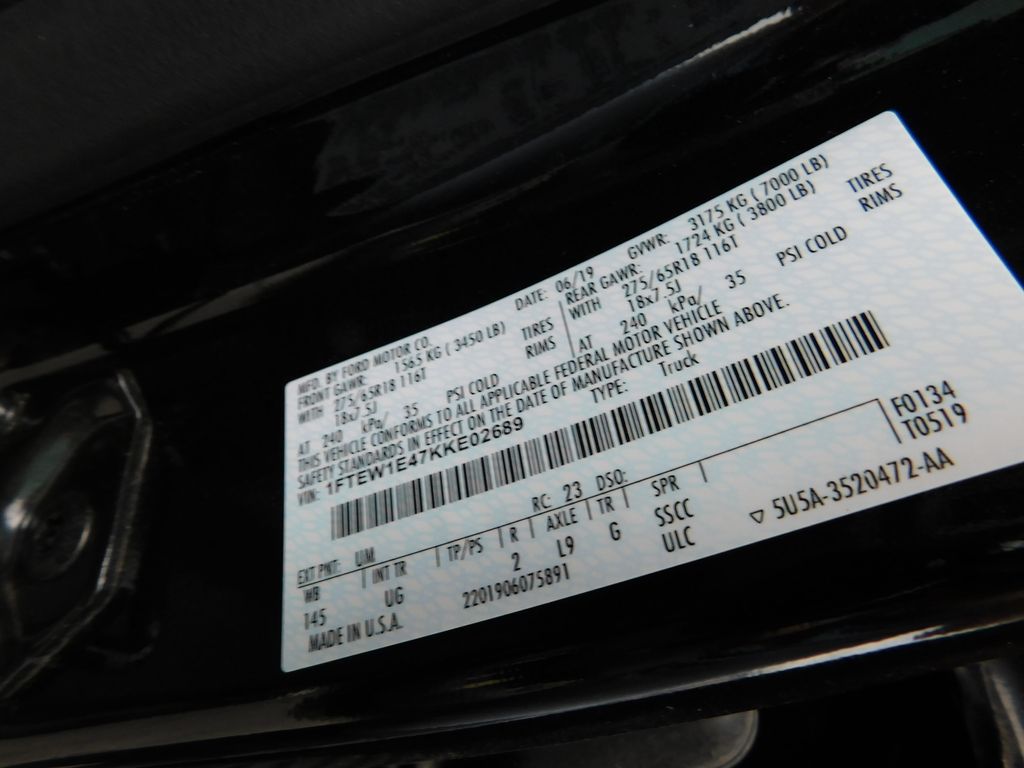 MFD. BY FORD MOTOR CO.
DATE: 06/19 GVWR: 3175 KG ( 7000 LB)
FRONT GAWR: 1565 KG ( 3450 LB) REAR GAWR: 1724 KG ( 3800 LB)
WITH 275/65R18 116T TIRES WITH 275/65R18 116T TIRES
18x7.5J RIMS 18x7.5J RIMS
AT 240 kPa/ 35 PSI COLD AT 240 kPa/ 35 PSI COLD
THIS VEHICLE CONFORMS TO ALL APPLICABLE FEDERAL MOTOR VEHICLE
SAFETY STANDARDS IN EFFECT ON THE DATE OF MANUFACTURE SHOWN ABOVE.
VIN: 1FTEW1E47KKE02689 TYPE: Truck
F0134
T0519
EXT PNT: UM RC: 23 DSO:
WB INT TR TP/PS R AXLE TR SPR
145 UG 2 L9 G SSCC
ULC
MADE IN U.S.A. 2201906075891
▽ 5U5A-3520472-AA